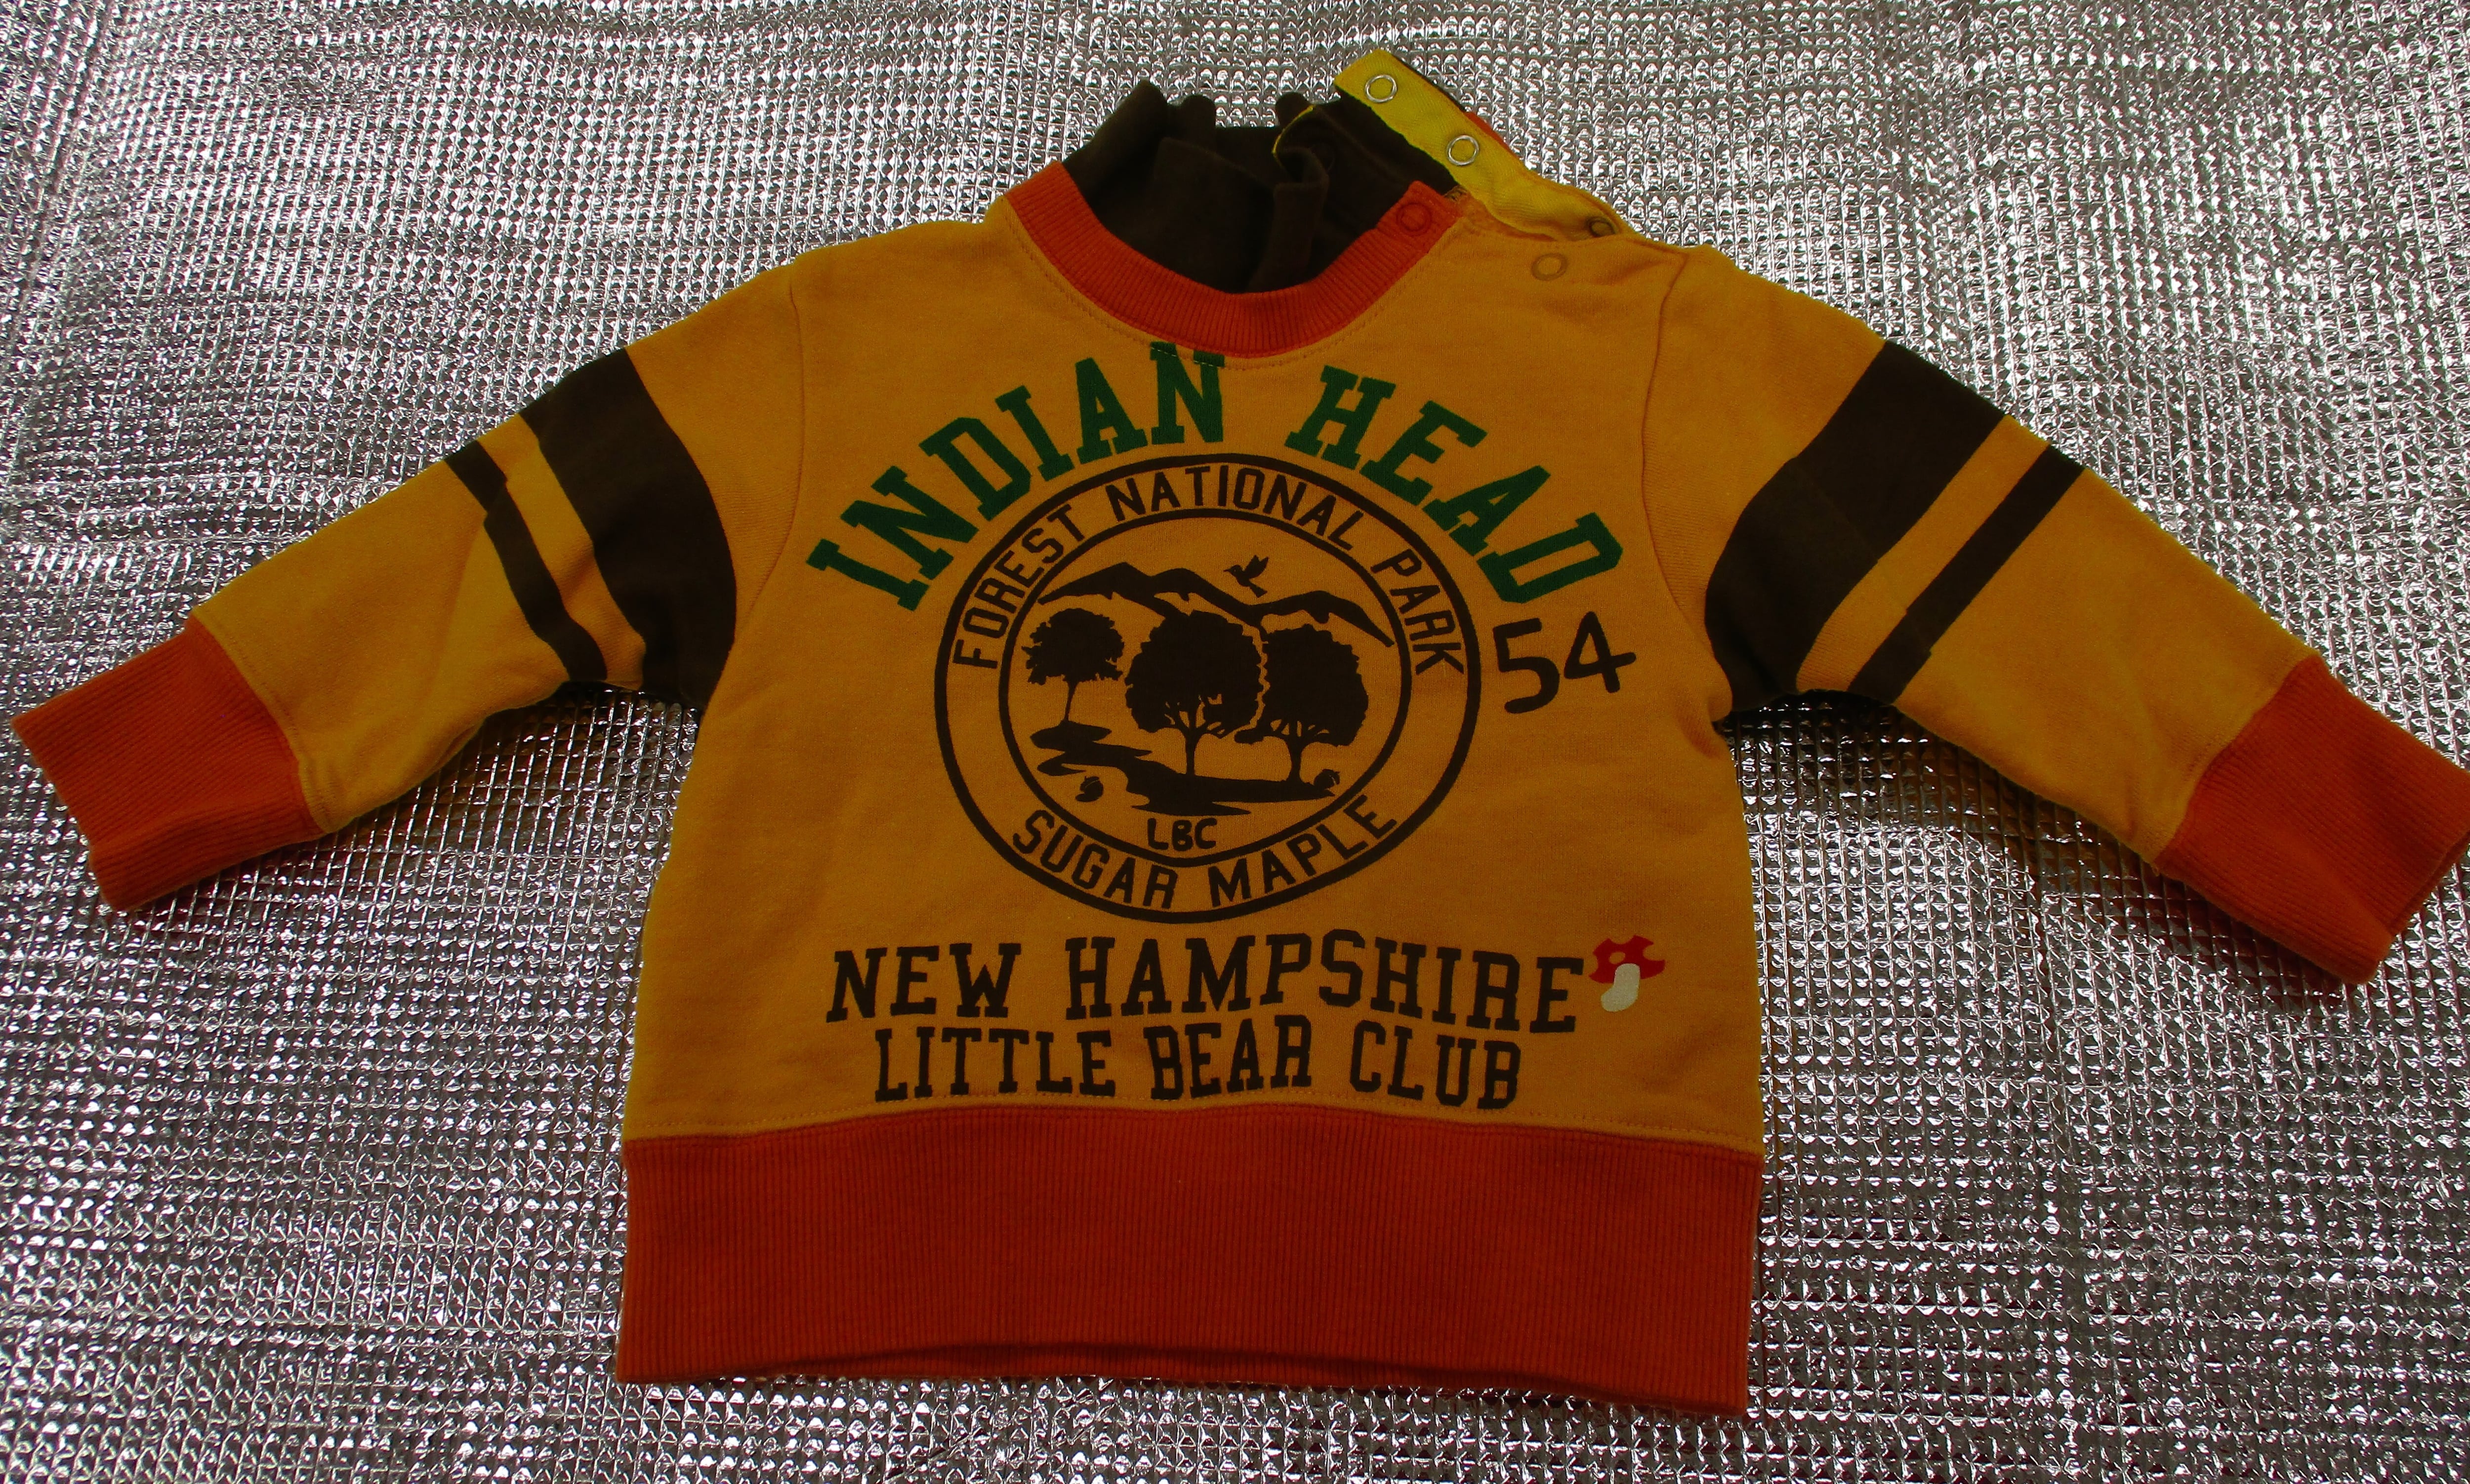 INDIAN HEAD
FOREST NATIONAL PARK
54
LBC
SUGAR MAPLE
NEW HAMPSHIRE
LITTLE BEAR CLUB